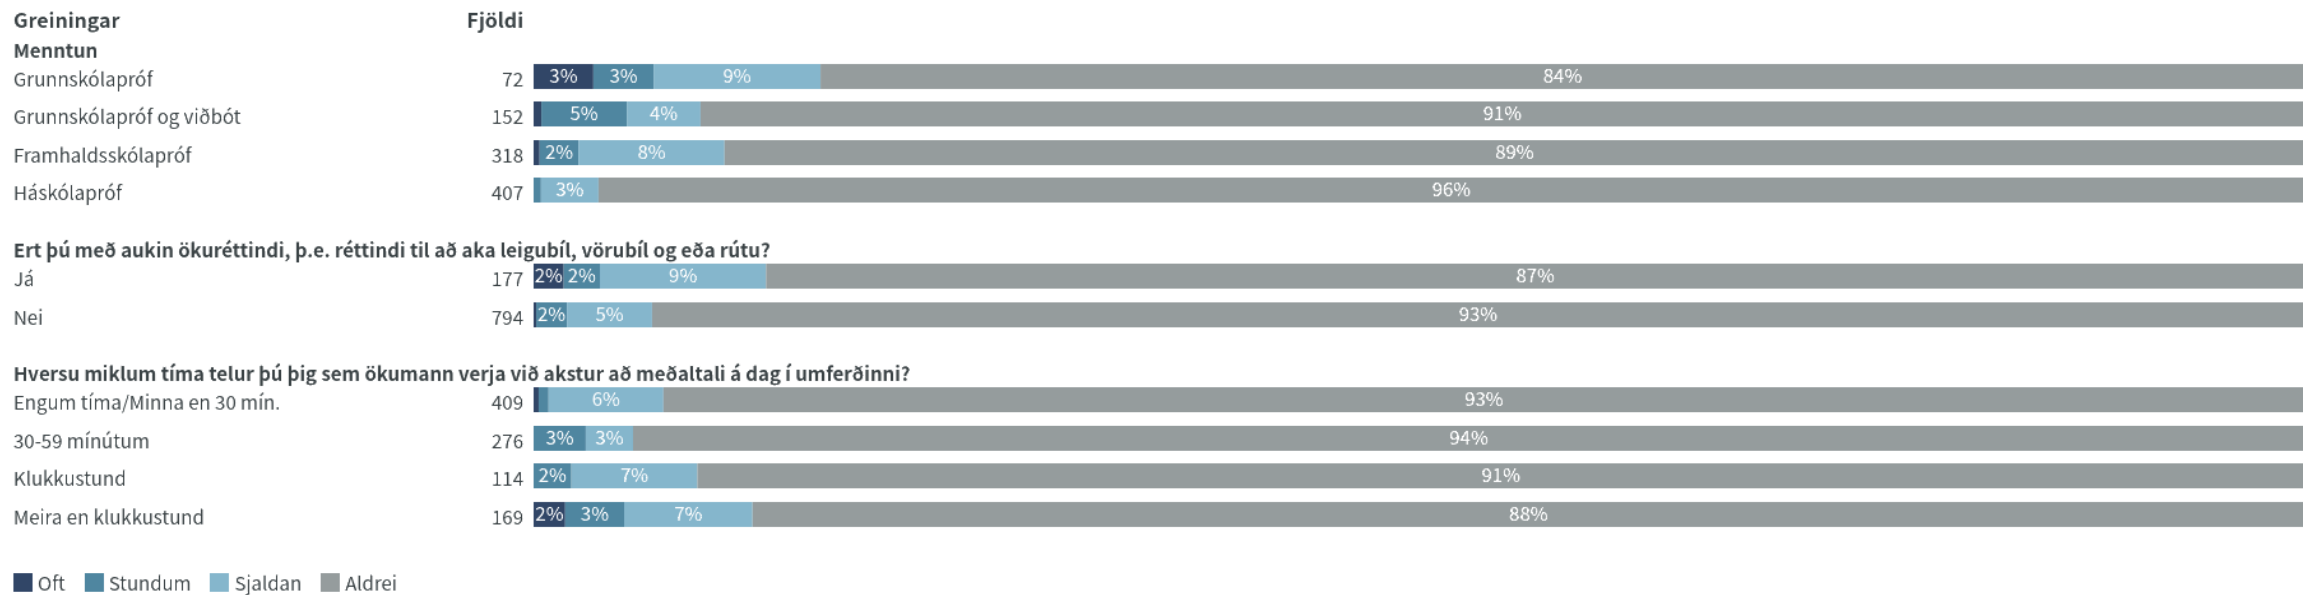 Greiningar Fjöldi
Menntun
Grunnskólapróf 72 3% 3% 9% 84%
Grunnskólapróf og viðbót 152 5% 4% 91%
Framhaldsskólapróf 318 2% 8% 89%
Háskólapróf 407 3% 96%
Ert þú með aukin ökuréttindi, þ.e. réttindi til að aka leigubíl, vörubíl og eða rútu?
Já 177 2% 2% 9% 87%
Nei 794 2% 5% 93%
Hversu miklum tíma telur þú þig sem ökumann verja við akstur að meðaltali á dag í umferðinni?
Engum tíma/Minna en 30 mín. 409 6% 93%
30-59 mínútum 276 3% 3% 94%
Klukkustund 114 2% 7% 91%
Meira en klukkustund 169 2% 3% 7% 88%
Oft Stundum Sjaldan Aldrei